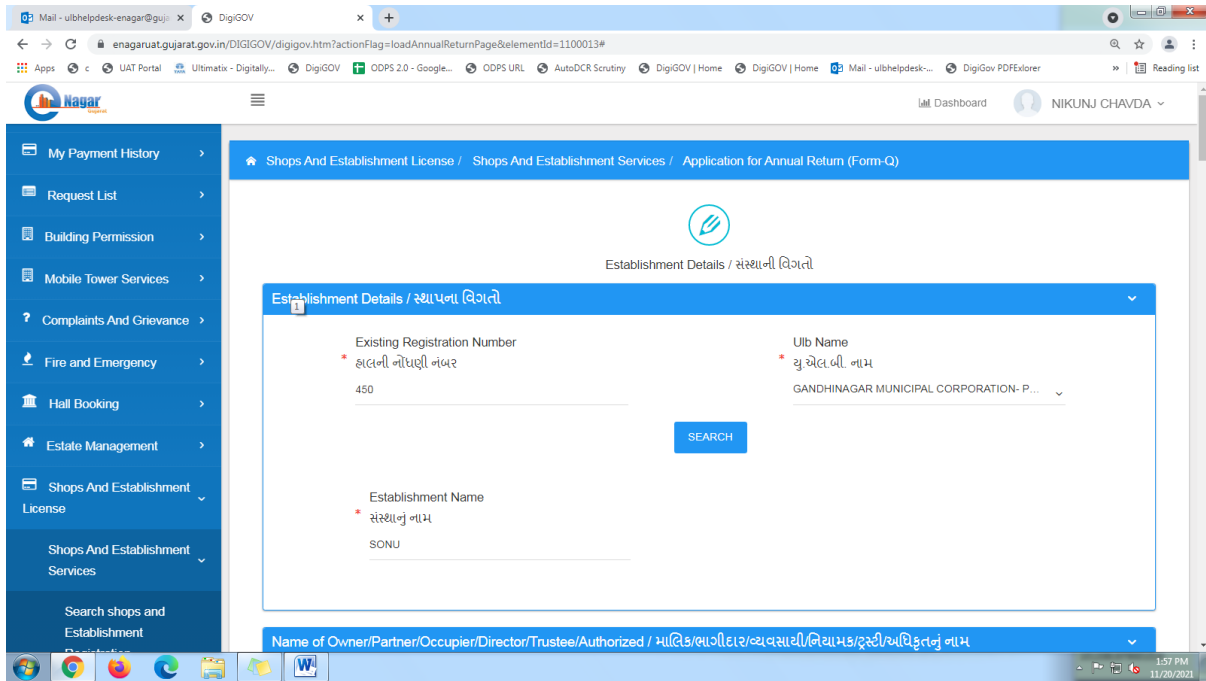 Mail - ulbhelpdesk-enagar@guja
DigiGOV
enagaruat.gujarat.gov.in/DIGIGOV/digigov.htm?actionFlag=loadAnnualReturnPage&elementId=1100013#
Apps c UAT Portal Ultimatix - Digitally... DigiGOV ODPS 2.0 - Google... ODPS URL AutoDCR Scrutiny DigiGOV | Home DigiGOV | Home Mail - ulbhelpdesk-... DigiGov PDFExlorer » Reading list
Nagar
Dashboard NIKUNJ CHAVDA
My Payment History
Request List
Building Permission
Mobile Tower Services
Complaints And Grievance
Fire and Emergency
Hall Booking
Estate Management
Shops And Establishment
License
Shops And Establishment
Services
Search shops and
Establishment
Registration
Shops And Establishment License / Shops And Establishment Services / Application for Annual Return (Form-Q)
Establishment Details / સંસ્થાની વિગતો
Establishment Details / સ્થાપના વિગતો
1
Existing Registration Number
* હાલની નોંધણી નંબર
450
Ulb Name
* યુ.એલ.બી. નામ
GANDHINAGAR MUNICIPAL CORPORATION- P...
SEARCH
Establishment Name
* સંસ્થાનું નામ
SONU
Name of Owner/Partner/Occupier/Director/Trustee/Authorized / માલિક/ભાગીદાર/વ્યવસાયી/નિયામક/ટ્રસ્ટી/અધિકૃતનું નામ
1:57 PM
11/20/2021